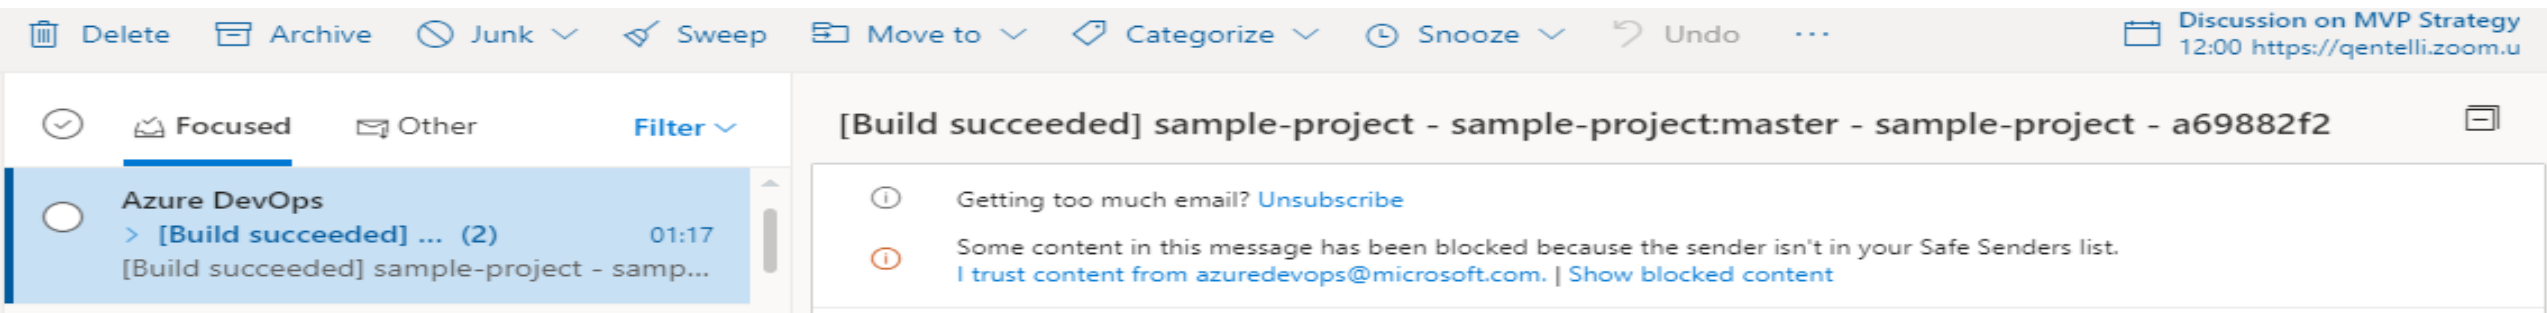 Delete Archive Junk Sweep Move to Categorize Snooze Undo ...
Discussion on MVP Strategy
12:00 https://qentelli.zoom.u
Focused Other Filter
Azure DevOps
> [Build succeeded] ... (2) 01:17
[Build succeeded] sample-project - samp...
[Build succeeded] sample-project - sample-project:master - sample-project - a69882f2
Getting too much email? Unsubscribe
Some content in this message has been blocked because the sender isn't in your Safe Senders list.
I trust content from azuredevops@microsoft.com. | Show blocked content